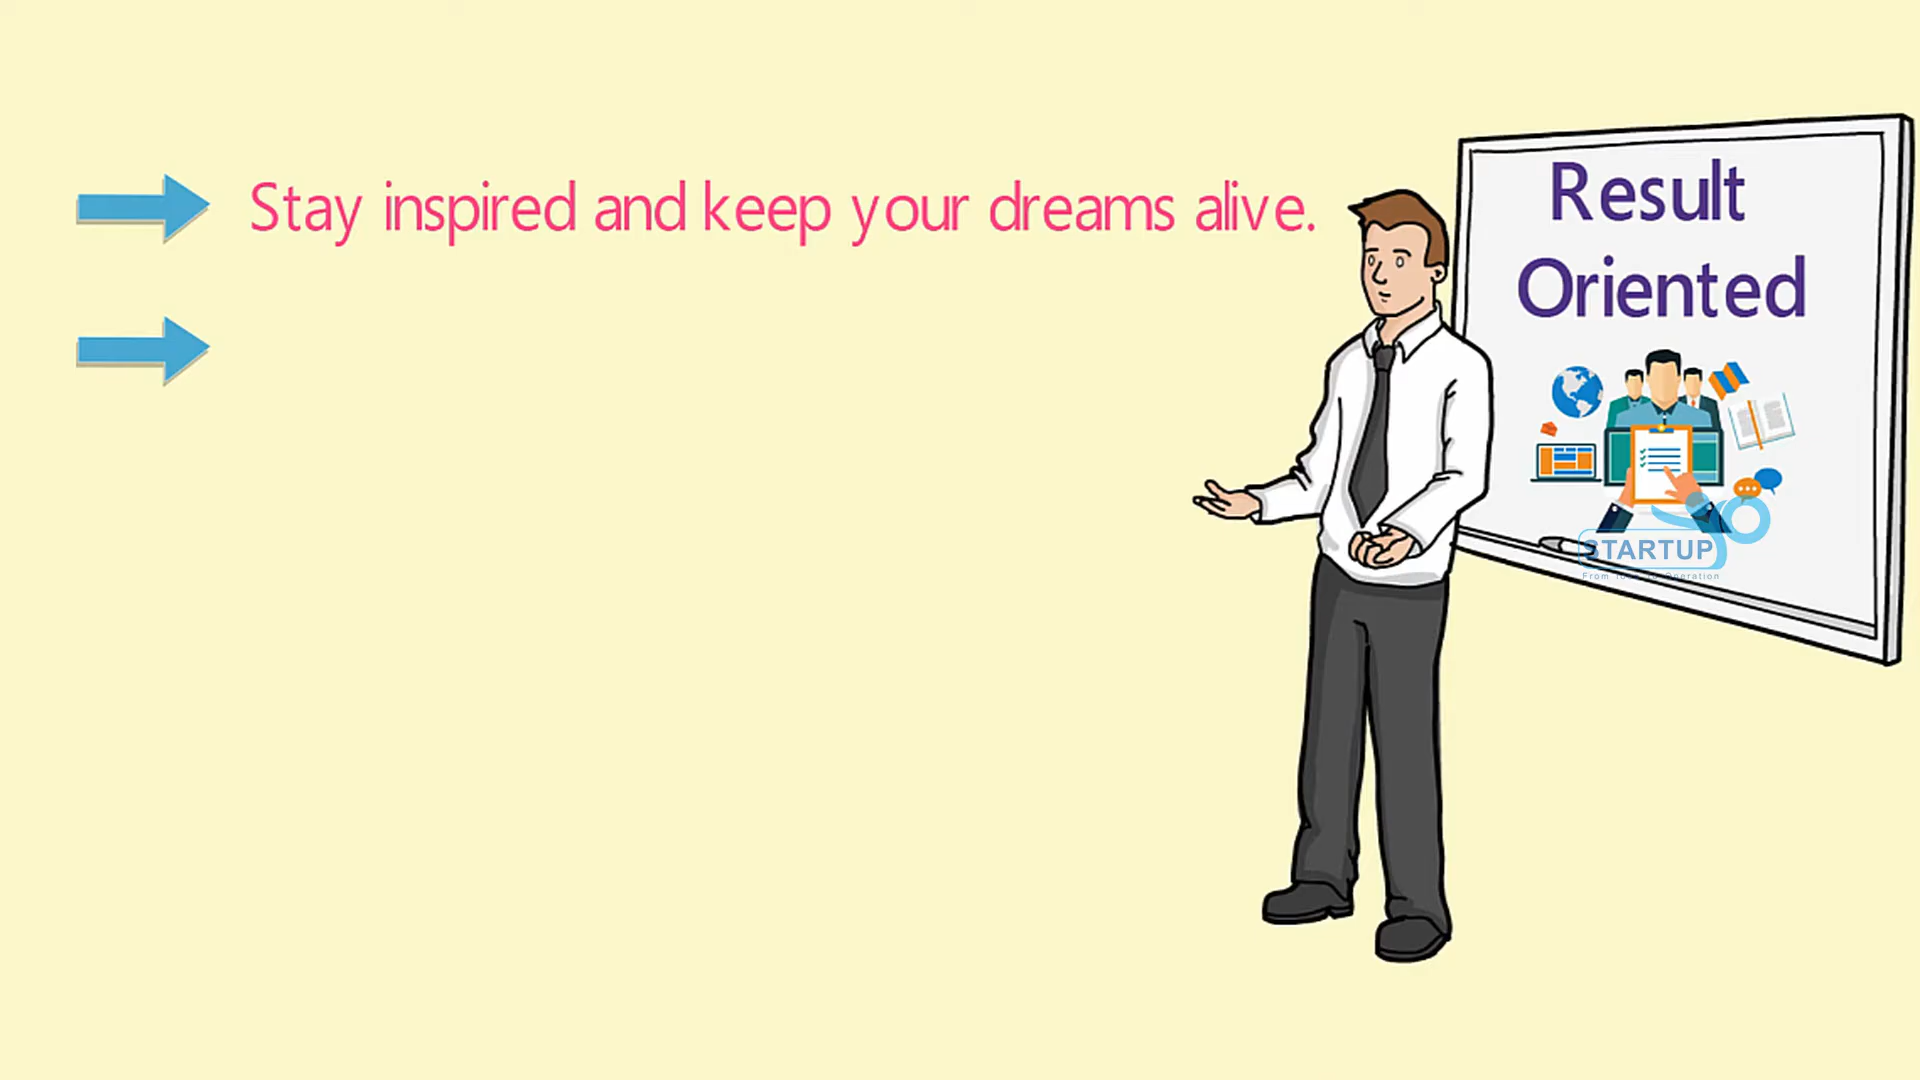 Stay inspired and keep your dreams alive.
Result
Oriented
STARTUP